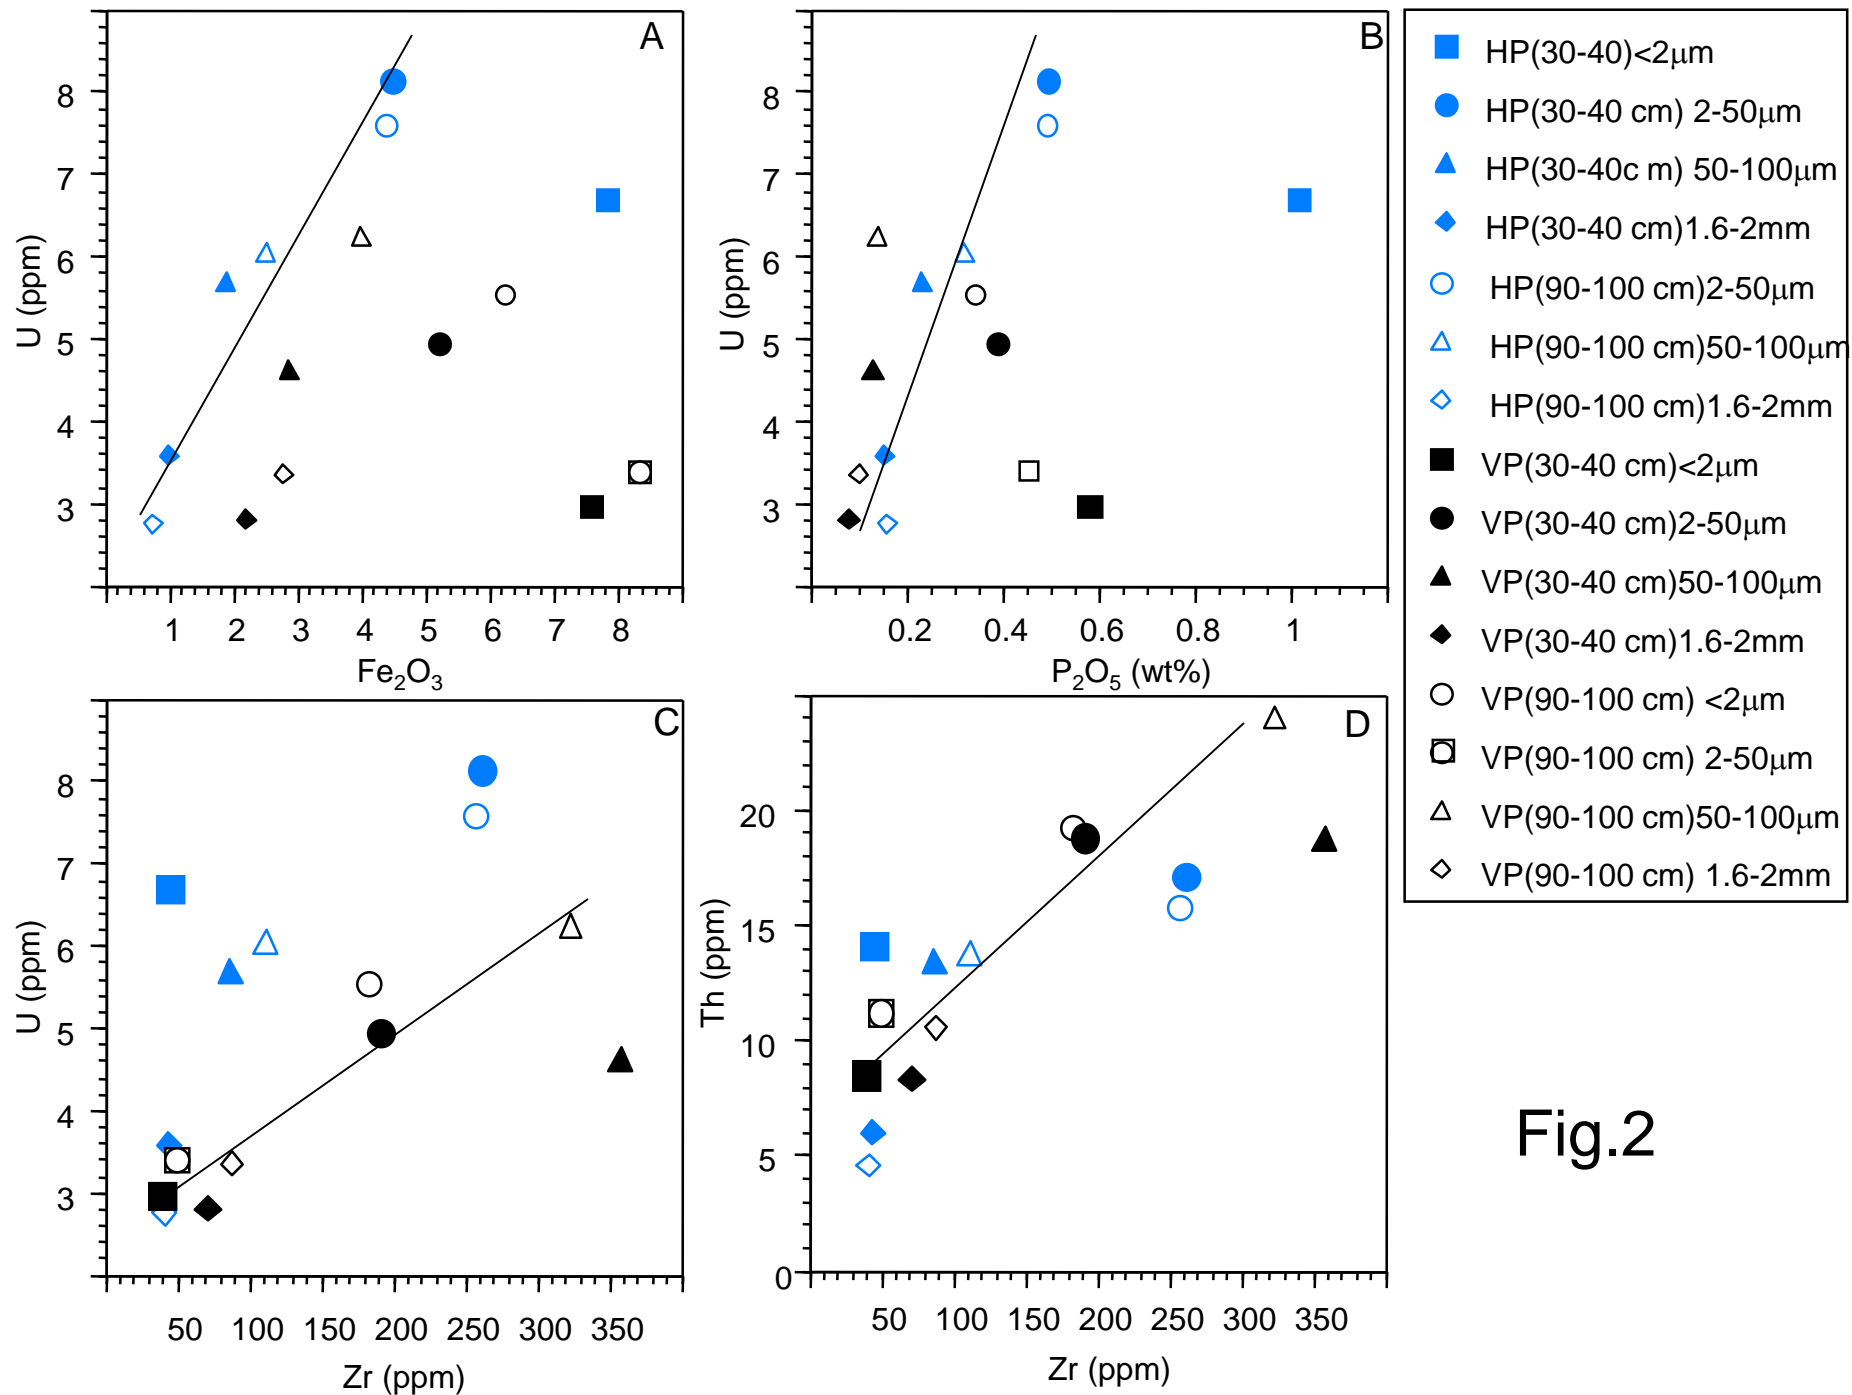 A
8
7
6
5
4
3
U (ppm)
1 2 3 4 5 6 7 8
Fe2O3
B
8
7
6
5
4
3
U (ppm)
0.2 0.4 0.6 0.8 1
P2O5 (wt%)
HP(30-40)<2μm
HP(30-40 cm) 2-50μm
HP(30-40c m) 50-100μm
HP(30-40 cm)1.6-2mm
HP(90-100 cm)2-50μm
HP(90-100 cm)50-100μm
HP(90-100 cm)1.6-2mm
VP(30-40 cm)<2μm
VP(30-40 cm)2-50μm
VP(30-40 cm)50-100μm
VP(30-40 cm)1.6-2mm
VP(90-100 cm) <2μm
VP(90-100 cm) 2-50μm
VP(90-100 cm)50-100μm
VP(90-100 cm) 1.6-2mm
C
8
7
6
5
4
3
U (ppm)
50 100 150 200 250 300 350
Zr (ppm)
D
20
15
10
5
0
Th (ppm)
50 100 150 200 250 300 350
Zr (ppm)
Fig.2